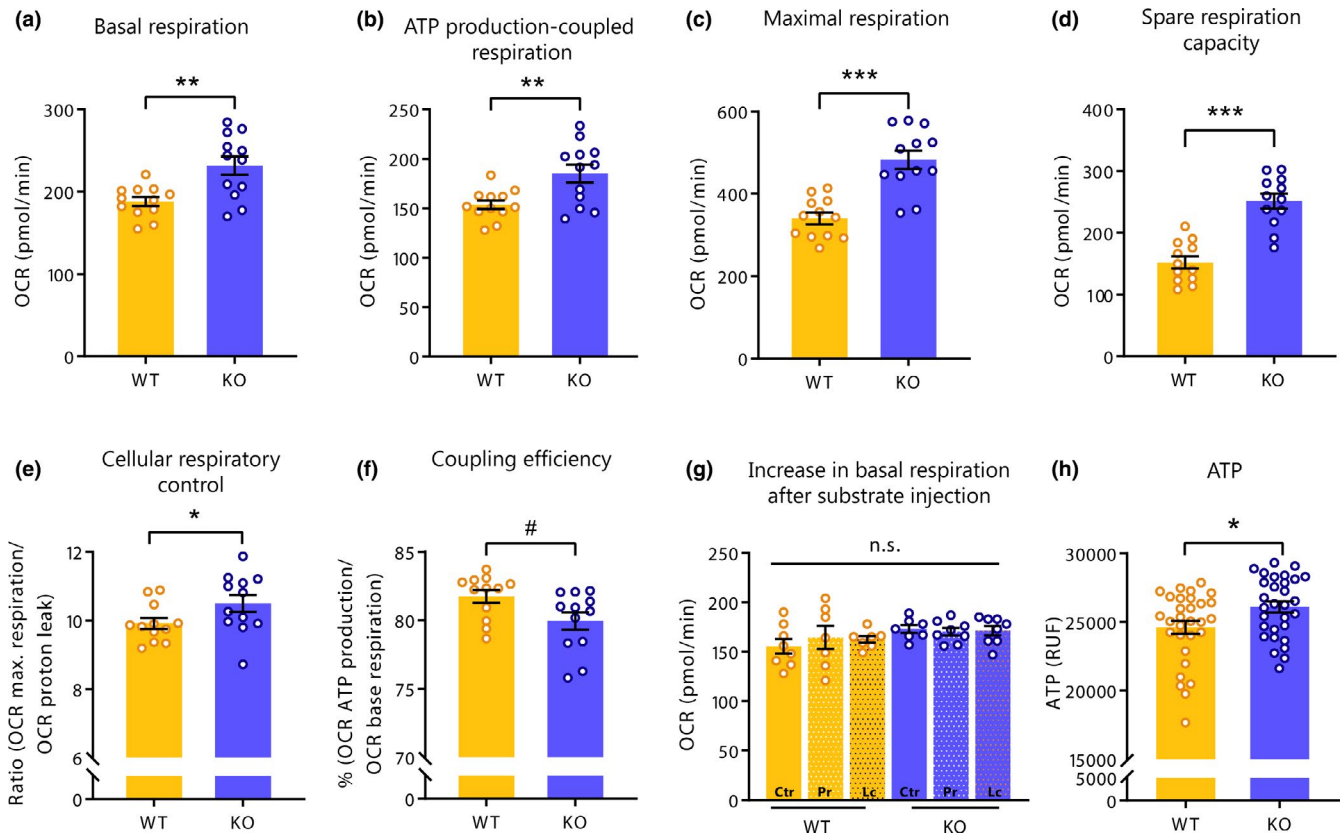 (a)
Basal respiration
**
OCR (pmol/min)
300
200
100
0
WT
KO
(b)
ATP production-coupled
respiration
**
OCR (pmol/min)
250
200
150
100
50
0
WT
KO
(c)
Maximal respiration
***
OCR (pmol/min)
600
400
200
0
WT
KO
(d)
Spare respiration
capacity
***
OCR (pmol/min)
400
300
200
100
0
WT
KO
(e)
Cellular respiratory
control
*
Ratio (OCR max. respiration/
OCR proton leak)
12
10
8
6
0
WT
KO
(f)
Coupling efficiency
#
% (OCR ATP production/
OCR base respiration)
85
80
75
70
0
WT
KO
(g)
Increase in basal respiration
after substrate injection
n.s.
OCR (pmol/min)
250
200
150
100
50
0
Ctr
Pr
Lc
Ctr
Pr
Lc
WT
KO
(h)
ATP
*
ATP (RUF)
30000
25000
20000
15000
5000
0
WT
KO